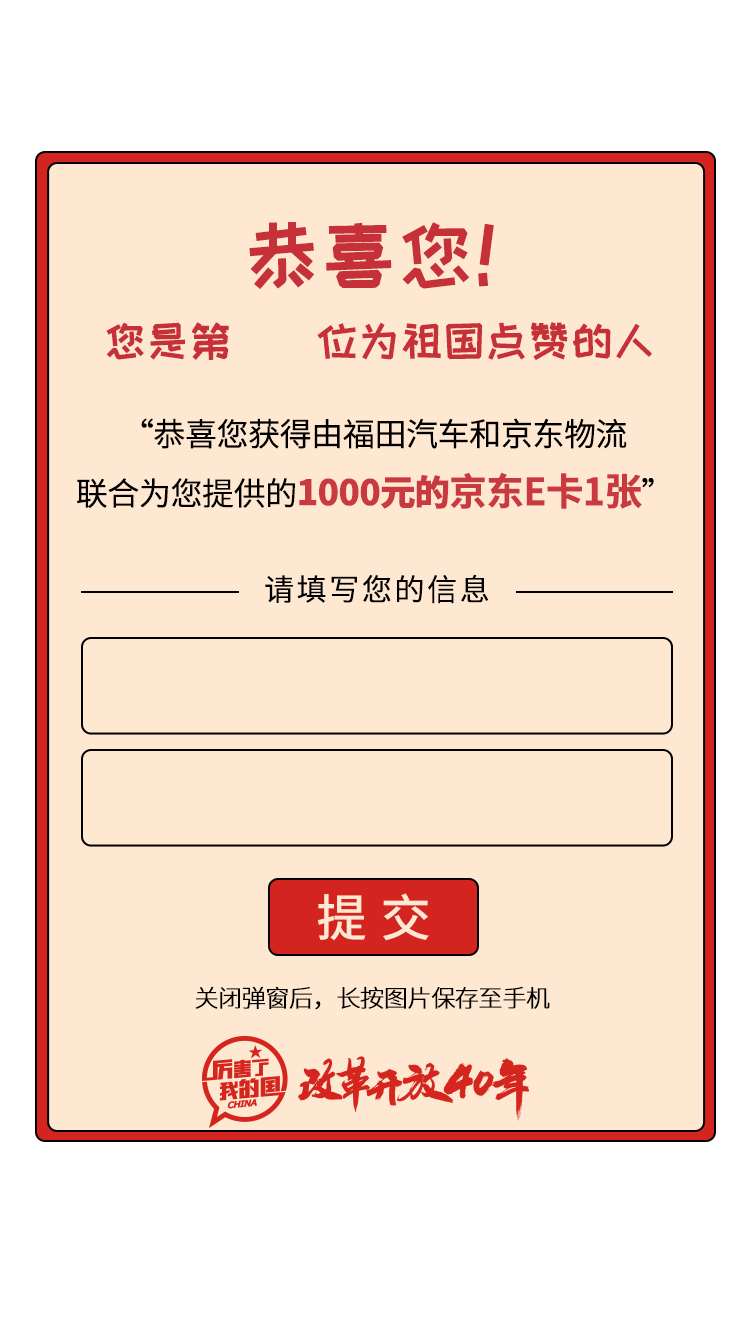 恭喜您!
您是第 位为祖国点赞的人
“恭喜您获得由福田汽车和京东物流
联合为您提供的1000元的京东E卡1张”
请填写您的信息
提交
关闭弹窗后，长按图片保存至手机
厉害了
我的国
CHINA
改革开放40年